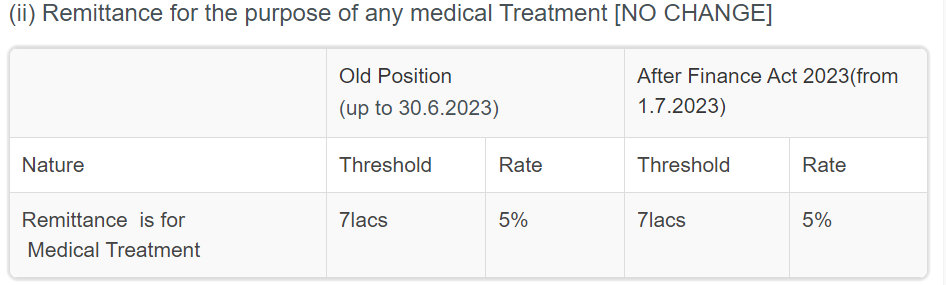 (ii) Remittance for the purpose of any medical Treatment [NO CHANGE]
Old Position
(up to 30.6.2023)
After Finance Act 2023(from
1.7.2023)
Nature
Threshold
Rate
Threshold
Rate
Remittance  is for
Medical Treatment
7lacs
5%
7lacs
5%